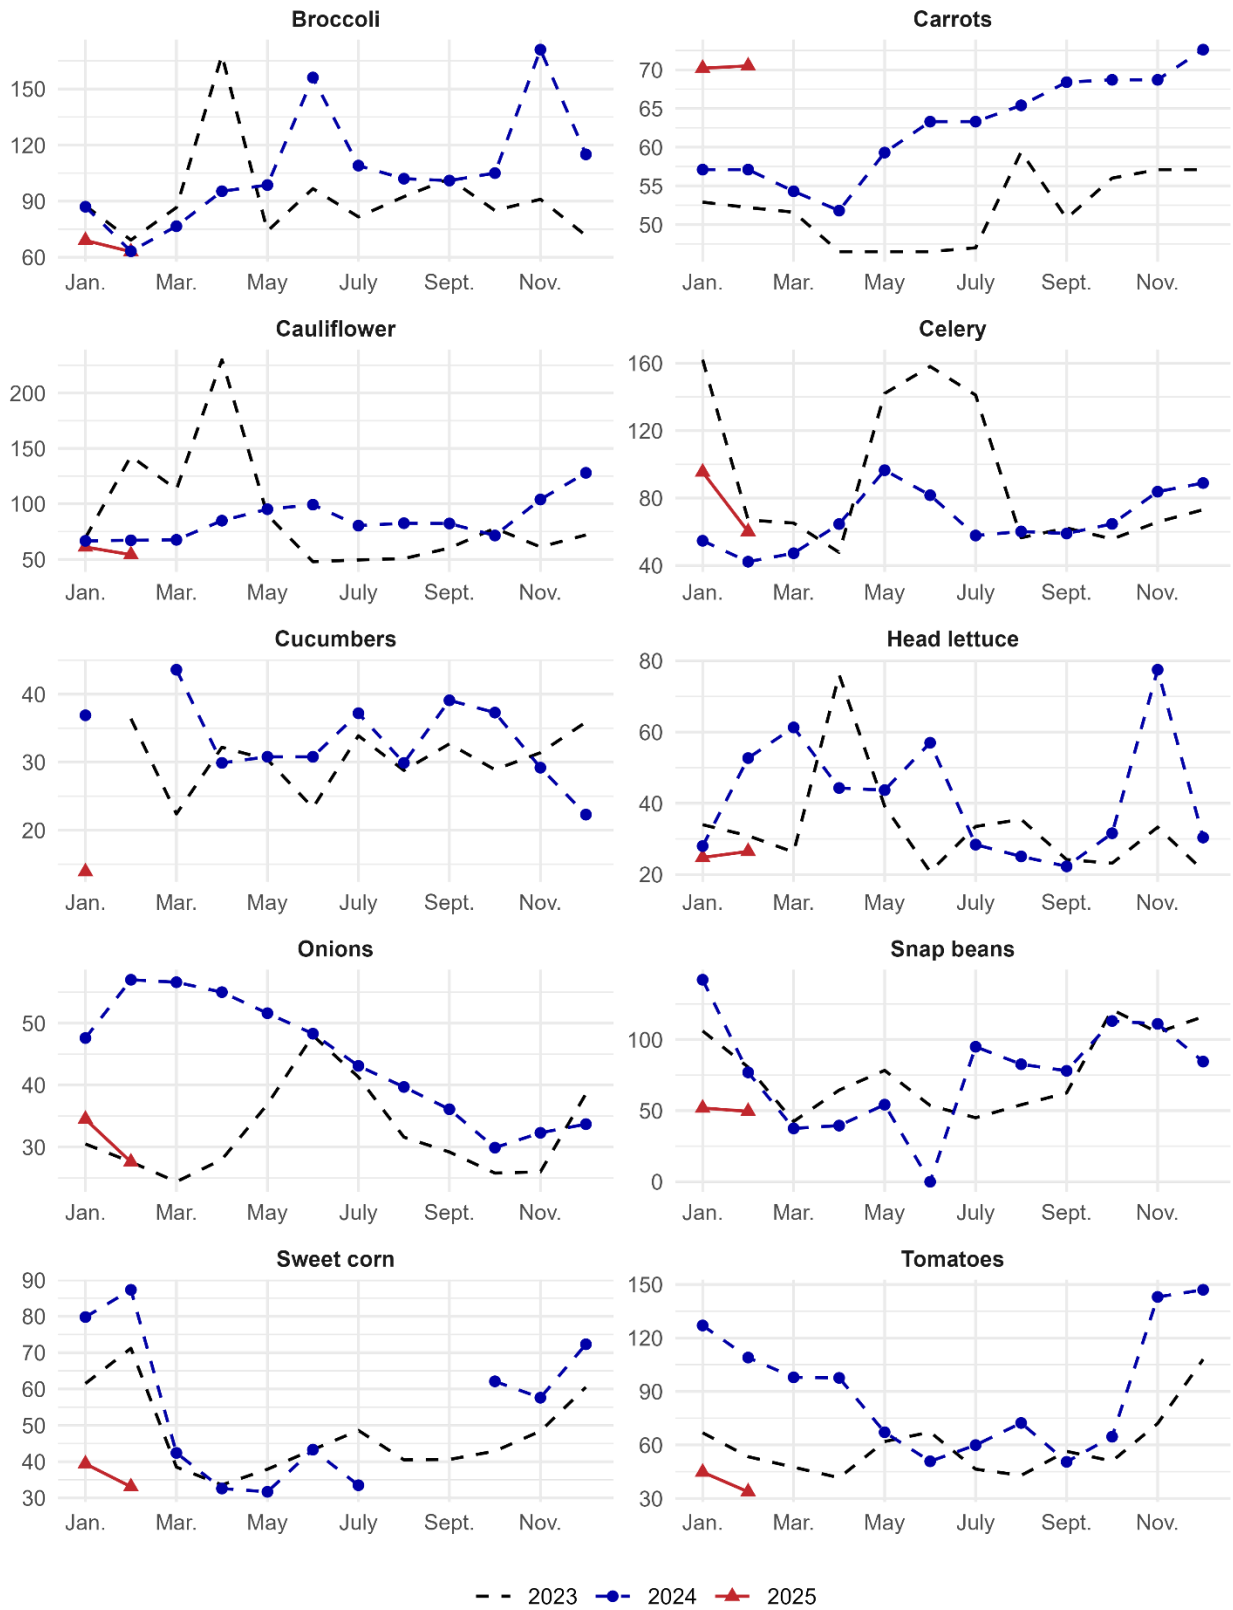 Broccoli
150
120
90
60
Jan. Mar. May July Sept. Nov.
Carrots
70
65
60
55
50
Jan. Mar. May July Sept. Nov.
Cauliflower
200
150
100
50
Jan. Mar. May July Sept. Nov.
Celery
160
120
80
40
Jan. Mar. May July Sept. Nov.
Cucumbers
40
30
20
Jan. Mar. May July Sept. Nov.
Head lettuce
80
60
40
20
Jan. Mar. May July Sept. Nov.
Onions
50
40
30
Jan. Mar. May July Sept. Nov.
Snap beans
100
50
0
Jan. Mar. May July Sept. Nov.
Sweet corn
90
80
70
60
50
40
30
Jan. Mar. May July Sept. Nov.
Tomatoes
150
120
90
60
30
Jan. Mar. May July Sept. Nov.
2023 2024 2025